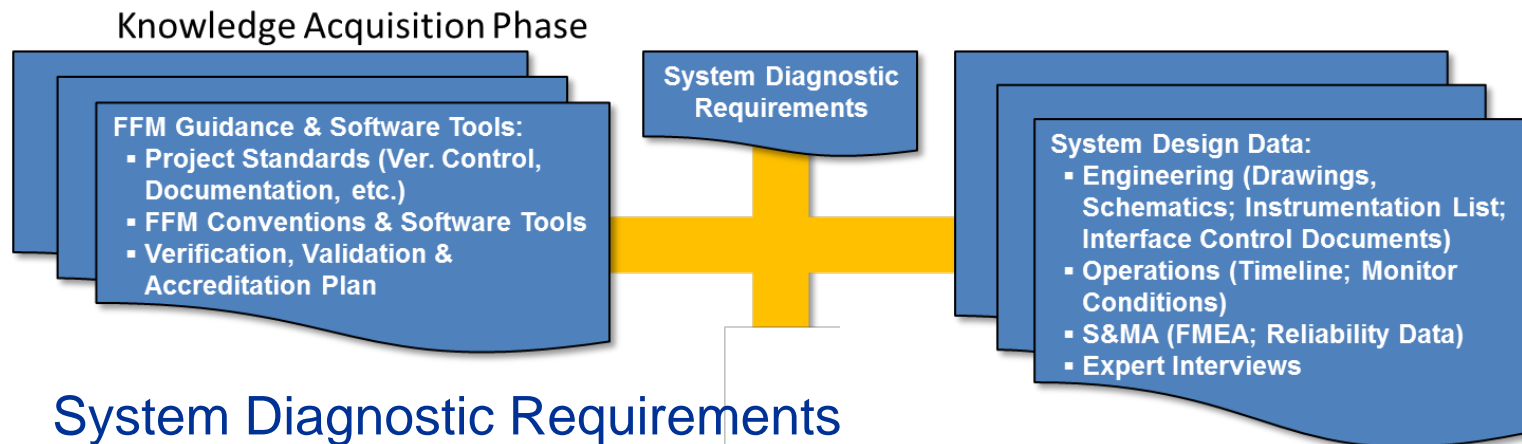 Knowledge Acquisition Phase
FFM Guidance & Software Tools:
▪ Project Standards (Ver. Control,
Documentation, etc.)
▪ FFM Conventions & Software Tools
▪ Verification, Validation &
Accreditation Plan
System Diagnostic
Requirements
System Design Data:
▪ Engineering (Drawings,
Schematics; Instrumentation List;
Interface Control Documents)
▪ Operations (Timeline; Monitor
Conditions)
▪ S&MA (FMEA; Reliability Data)
▪ Expert Interviews
System Diagnostic Requirements